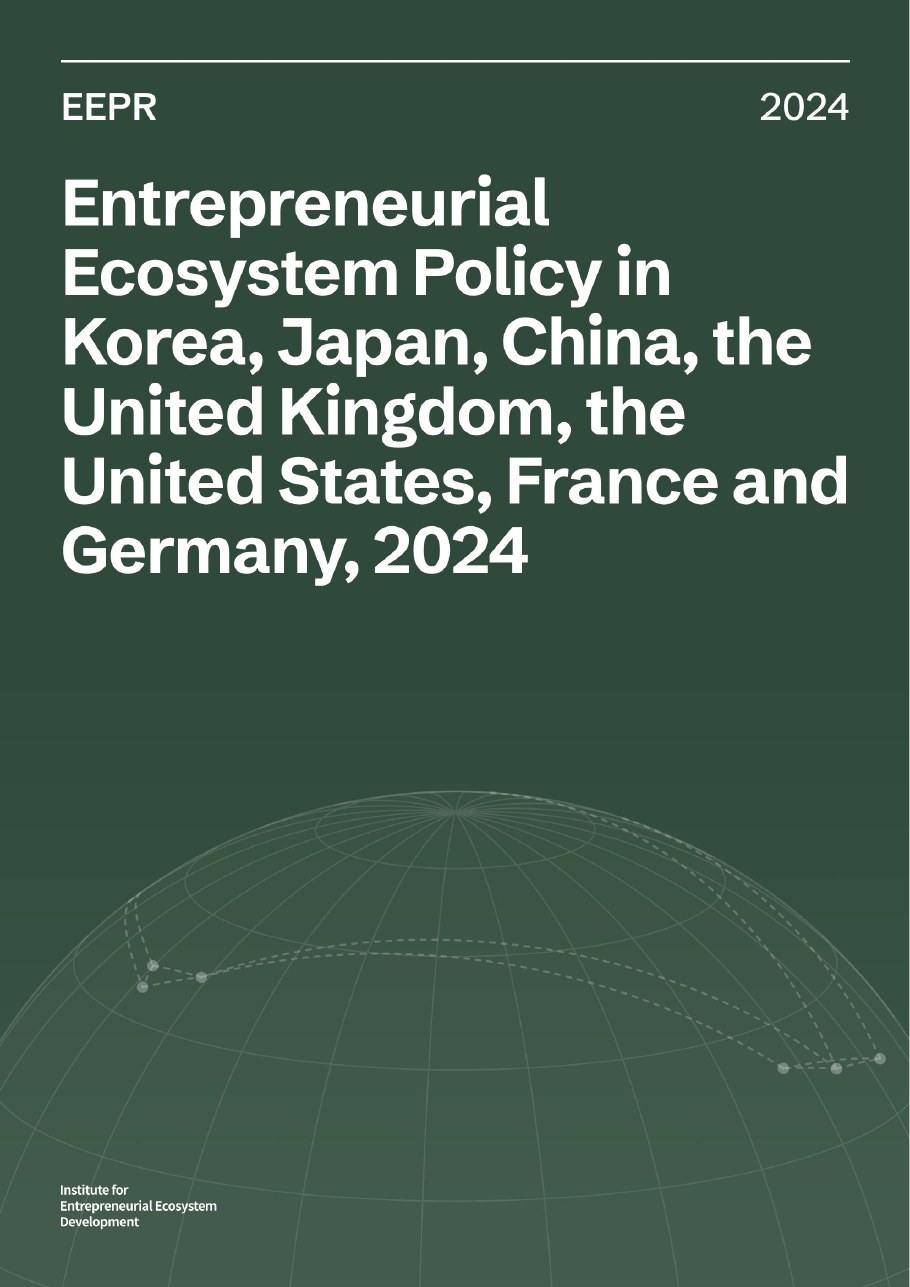 EEPR
2024
Entrepreneurial
Ecosystem Policy in
Korea, Japan, China, the
United Kingdom, the
United States, France and
Germany, 2024
Institute for
Entrepreneurial Ecosystem
Development